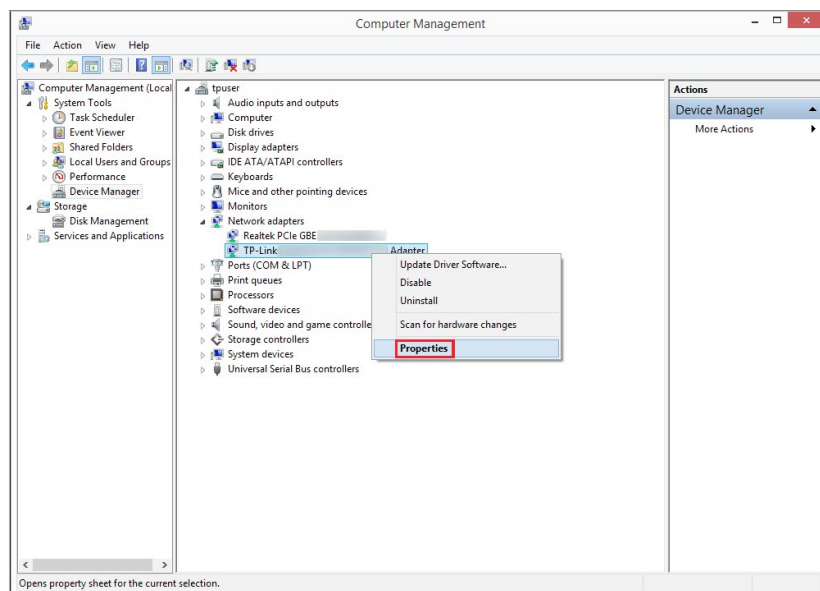 Computer Management
File Action View Help
Computer Management (Local
System Tools
Task Scheduler
Event Viewer
Shared Folders
Local Users and Groups
Performance
Device Manager
Storage
Disk Management
Services and Applications
tpuser
Audio inputs and outputs
Computer
Disk drives
Display adapters
IDE ATA/ATAPI controllers
Keyboards
Mice and other pointing devices
Monitors
Network adapters
Realtek PCIe GBE
TP-Link Adapter
Ports (COM & LPT)
Print queues
Processors
Software devices
Sound, video and game controlle
Storage controllers
System devices
Universal Serial Bus controllers
Update Driver Software...
Disable
Uninstall
Scan for hardware changes
Properties
Actions
Device Manager
More Actions
Opens property sheet for the current selection.